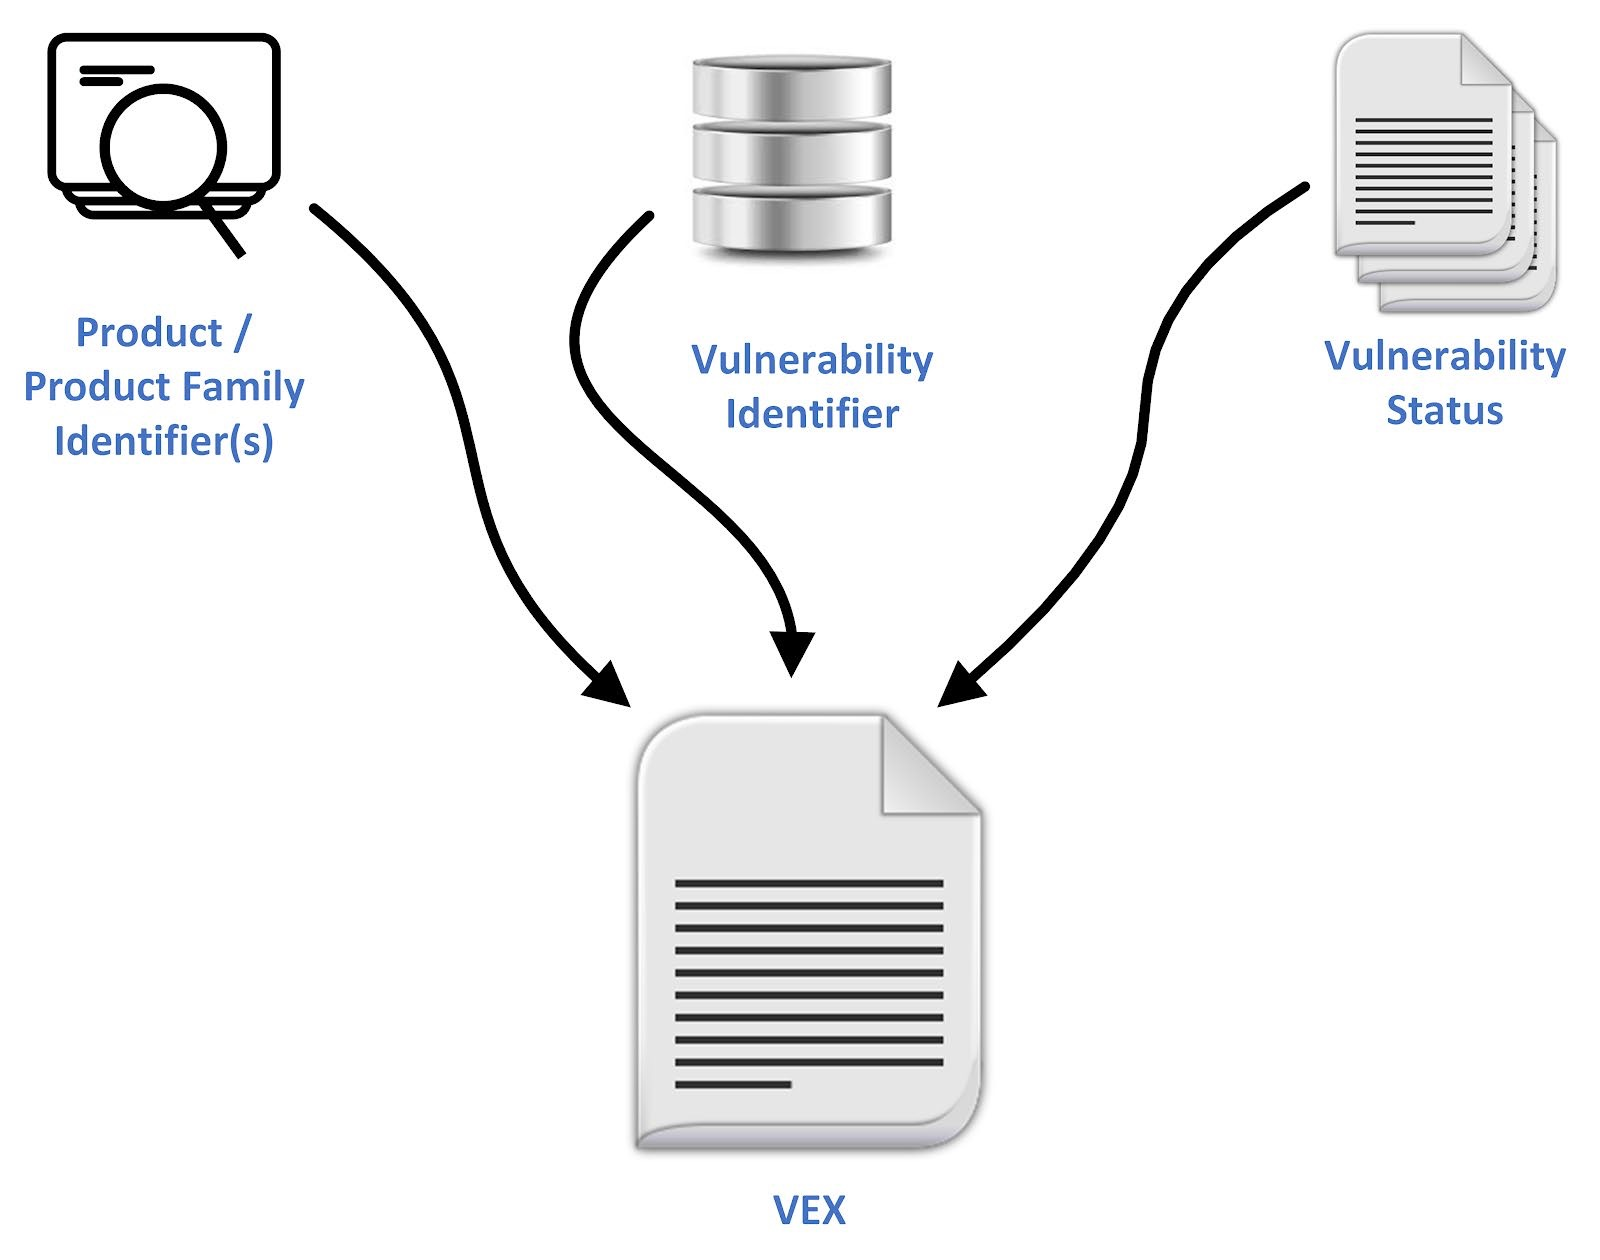 Product /
Product Family
Identifier(s)
Vulnerability
Identifier
Vulnerability
Status
VEX